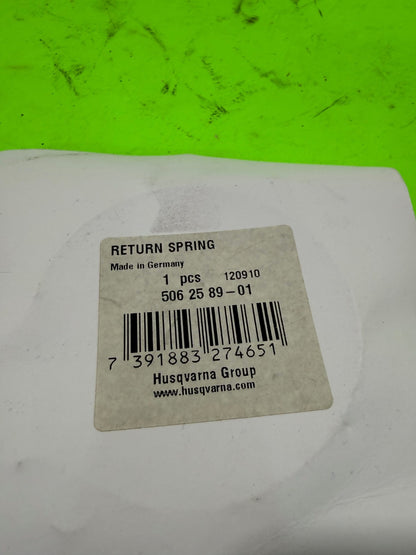 RETURN SPRING
Made in Germany
1 pcs 120910
506 25 89-01
7 391883 274651
Husqvarna Group
www.husqvarna.com